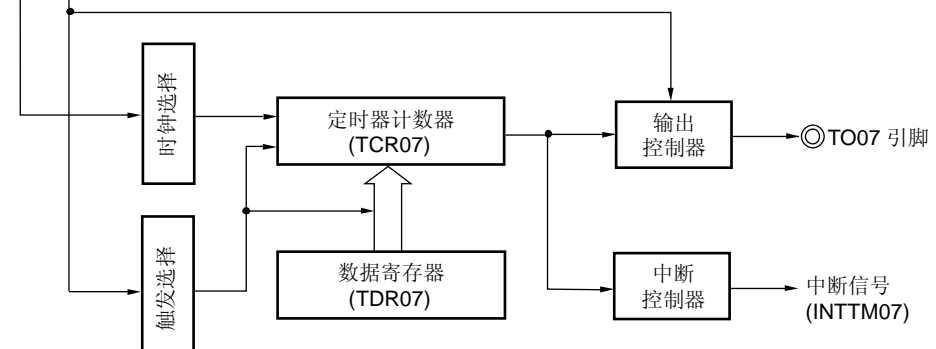 时钟选择
定时器计数器
(TCR07)
输出
控制器
TO07 引脚
触发选择
数据寄存器
(TDR07)
中断
控制器
中断信号
(INTTM07)